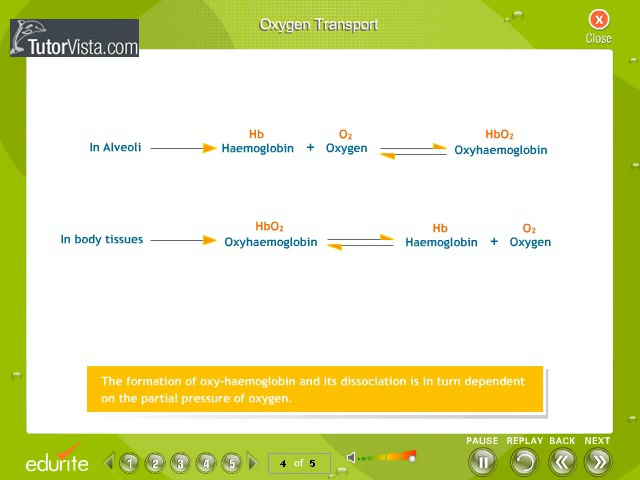 Oxygen Transport
X
Close
TutorVista.com
Hb O₂ HbO₂
In Alveoli Haemoglobin + Oxygen Oxyhaemoglobin
HbO₂ Hb O₂
In body tissues Oxyhaemoglobin Haemoglobin + Oxygen
The formation of oxy-haemoglobin and its dissociation is in turn dependent
on the partial pressure of oxygen.
PAUSE REPLAY BACK NEXT
edurite 1 2 3 4 5 4 of 5